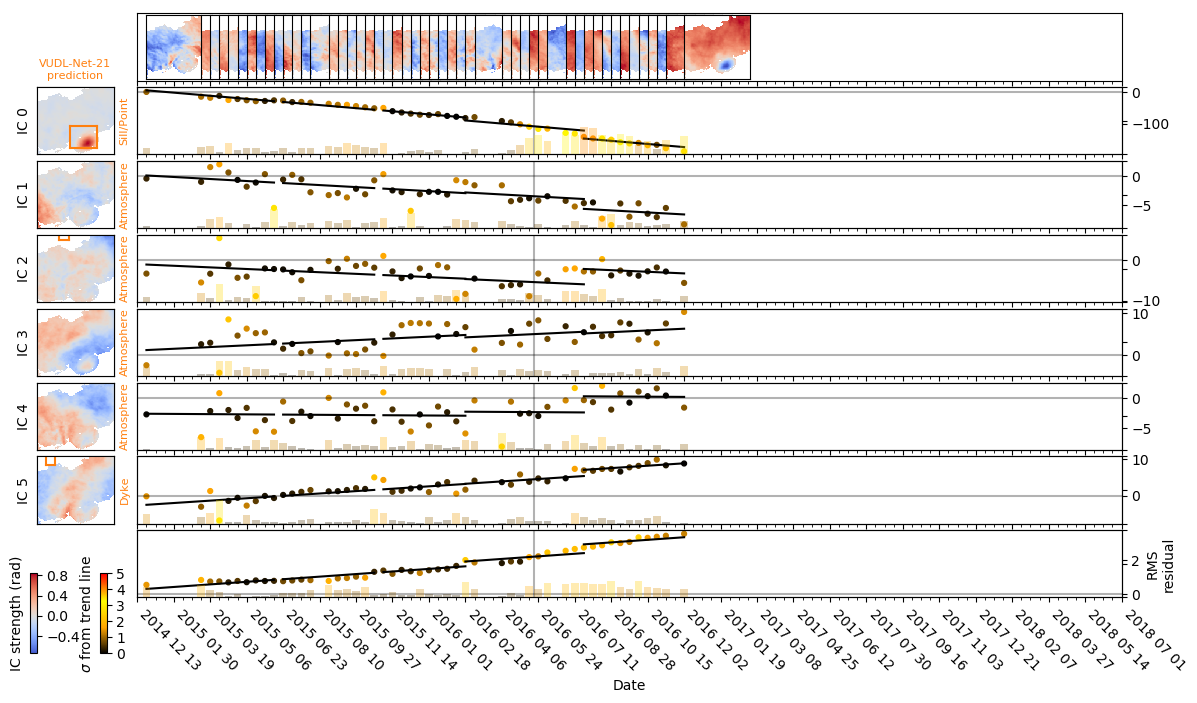 VUDL-Net-21
prediction
IC 0
Sill/Point
0
−100
IC 1
Atmosphere
0
−5
IC 2
Atmosphere
0
−10
IC 3
Atmosphere
10
0
IC 4
Atmosphere
0
−5
IC 5
Dyke
10
0
2
0
RMS
residual
IC strength (rad)
0.8
0.4
0.0
−0.4
σ from trend line
5
4
3
2
1
0
2014 12 13
2015 01 30
2015 03 19
2015 05 06
2015 06 23
2015 08 10
2015 09 27
2015 11 14
2016 01 01
2016 02 18
2016 04 06
2016 05 24
2016 07 11
2016 08 28
2016 10 15
2016 12 02
2017 01 19
2017 03 08
2017 04 25
2017 06 12
2017 07 30
2017 09 16
2017 11 03
2017 12 21
2018 02 07
2018 03 27
2018 05 14
2018 07 01
Date